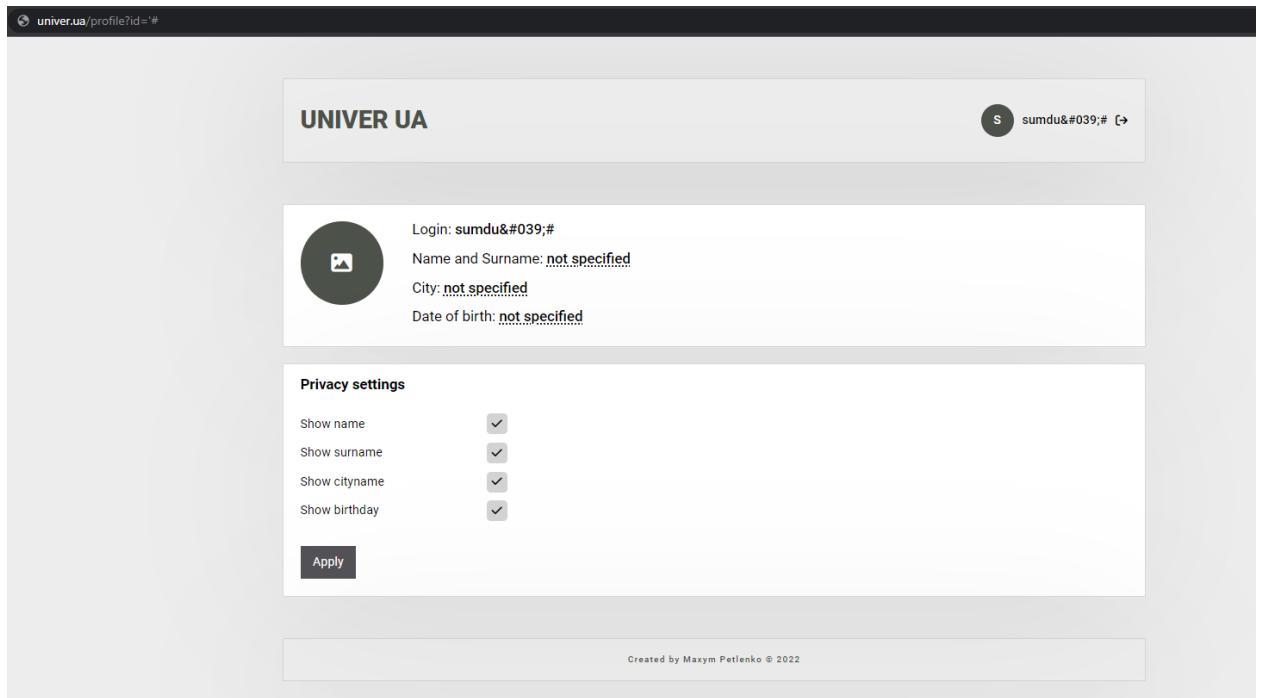 univer.ua/profile?id='#
UNIVER UA
S sumdu&#039;#
Login: sumdu&#039;#
Name and Surname: not specified
City: not specified
Date of birth: not specified
Privacy settings
Show name
Show surname
Show cityname
Show birthday
Apply
Created by Maxym Petlenko © 2022